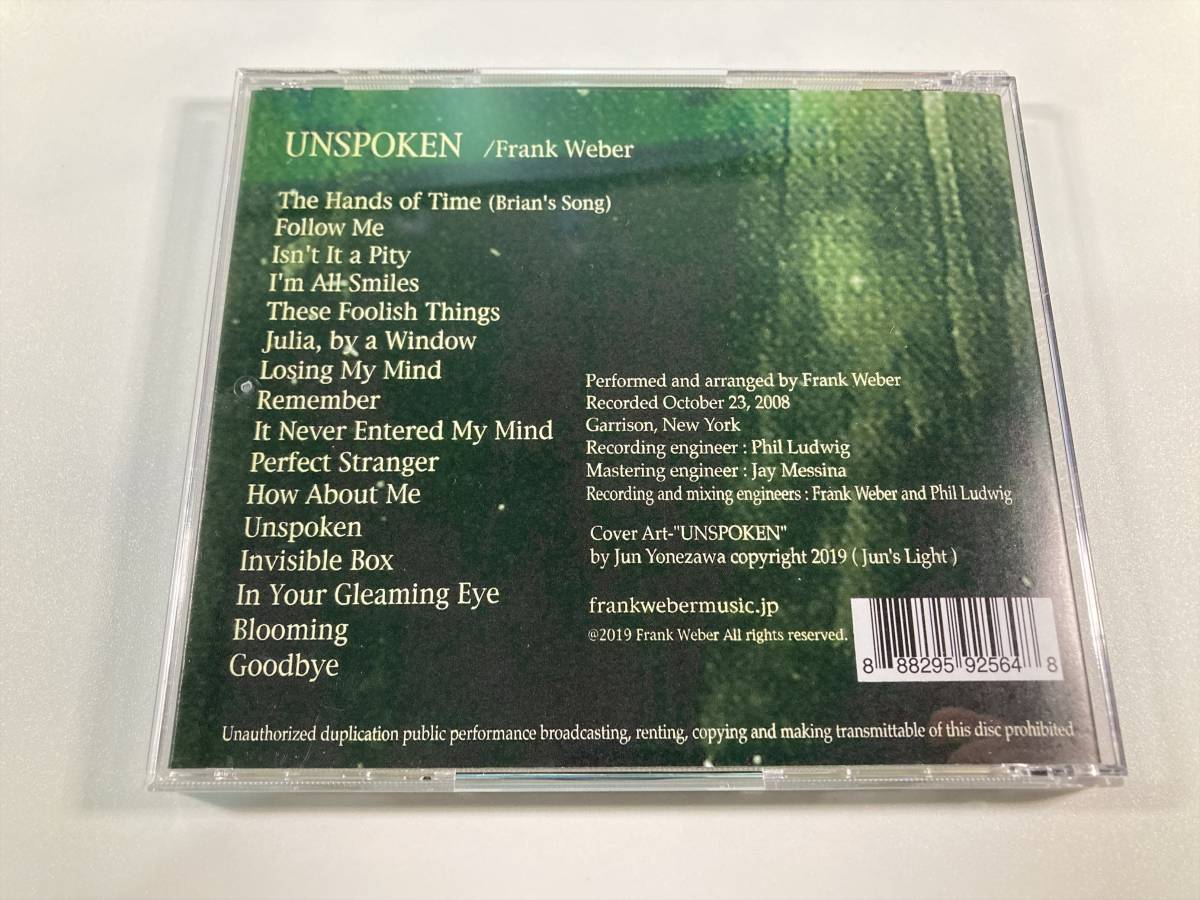 UNSPOKEN /Frank Weber
The Hands of Time (Brian's Song)
Follow Me
Isn't It a Pity
I'm All Smiles
These Foolish Things
Julia, by a Window
Losing My Mind
Remember
It Never Entered My Mind
Perfect Stranger
How About Me
Unspoken
Invisible Box
In Your Gleaming Eye
Blooming
Goodbye
Performed and arranged by Frank Weber
Recorded October 23, 2008
Garrison, New York
Recording engineer : Phil Ludwig
Mastering engineer : Jay Messina
Recording and mixing engineers : Frank Weber and Phil Ludwig
Cover Art-"UNSPOKEN"
by Jun Yonezawa copyright 2019 ( Jun's Light )
frankwebermusic.jp
@2019 Frank Weber All rights reserved.
8 88295 92564 8
Unauthorized duplication public performance broadcasting, renting, copying and making transmittable of this disc prohibited